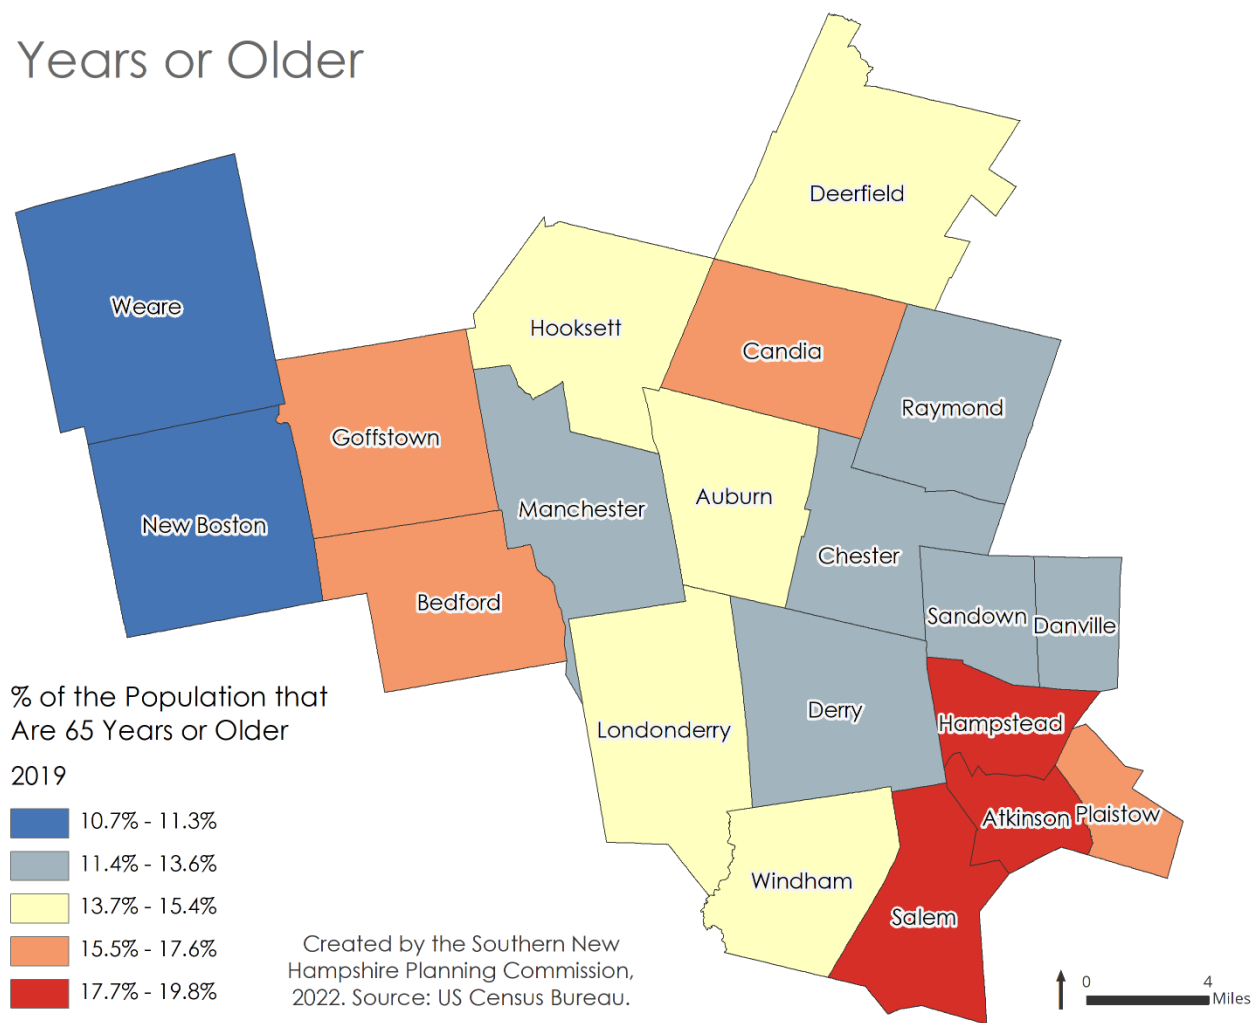 Years or Older
Deerfield
Weare
Hooksett
Candia
Raymond
Goffstown
Auburn
Manchester
New Boston
Chester
Bedford
Sandown
Danville
Derry
Hampstead
Londonderry
Atkinson
Plaistow
Windham
Salem
% of the Population that
Are 65 Years or Older
2019
10.7% - 11.3%
11.4% - 13.6%
13.7% - 15.4%
15.5% - 17.6%
17.7% - 19.8%
Created by the Southern New
Hampshire Planning Commission,
2022. Source: US Census Bureau.
0 4
Miles